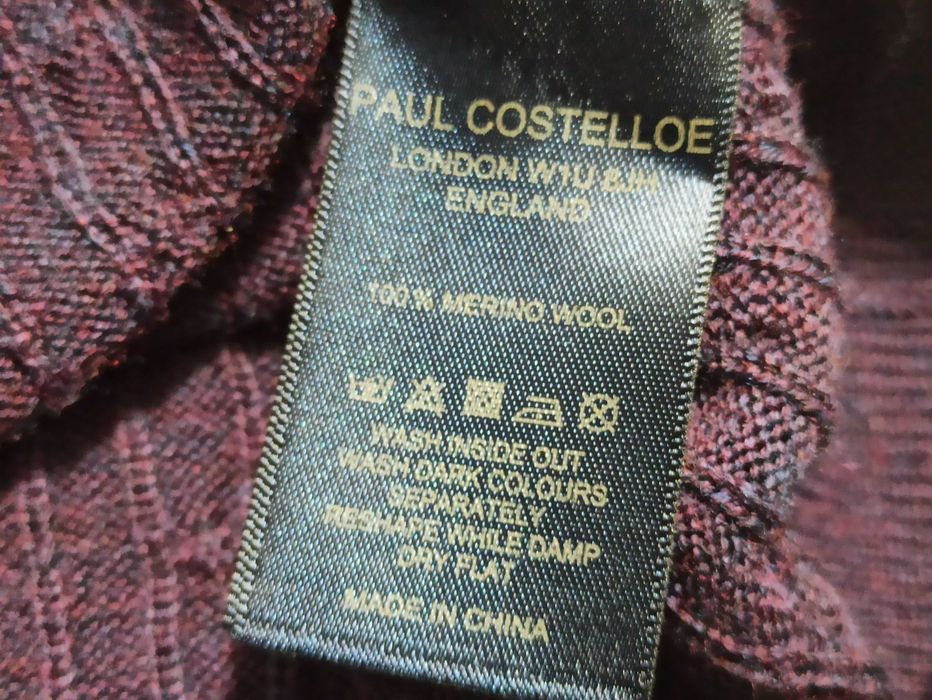 PAUL COSTELLOE
LONDON W1U 8JH
ENGLAND
100% MERINO WOOL
WASH INSIDE OUT
WASH DARK COLOURS
SEPARATELY
RESHAPE WHILE DAMP
DRY FLAT
MADE IN CHINA